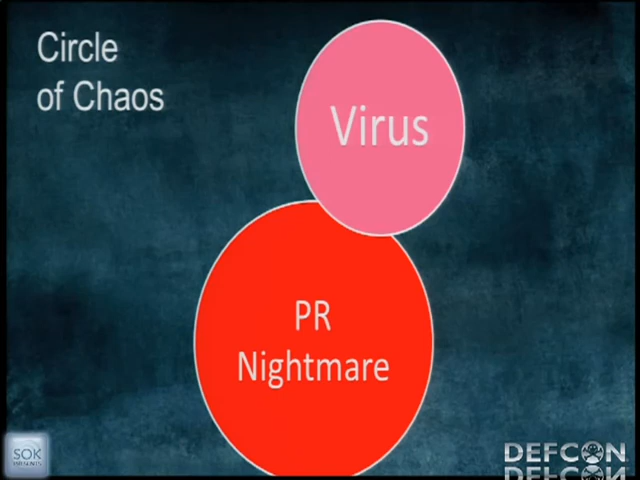 Circle
of Chaos
Virus
PR
Nightmare
SOK
DEFCON